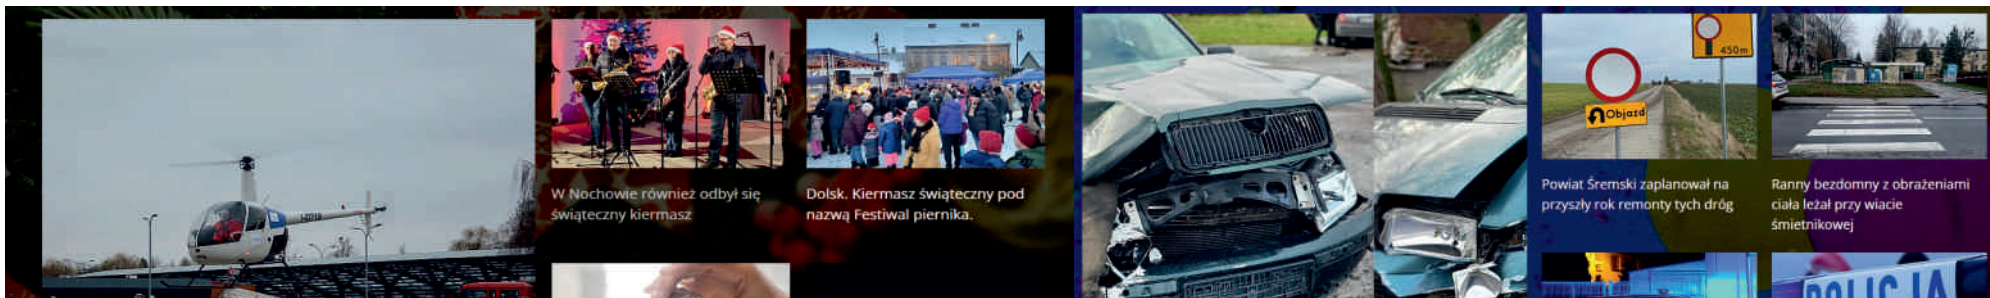 W Nochowie również odbył się
świąteczny kiermasz
Dolsk. Kiermasz świąteczny pod
nazwą Festiwal piernika.
450m
Objazd
Powiat Śremski zaplanował na
przyszły rok remonty tych dróg
Ranny bezdomny z obrażeniami
ciała leżał przy wiacie
śmietnikowej
POLICJA